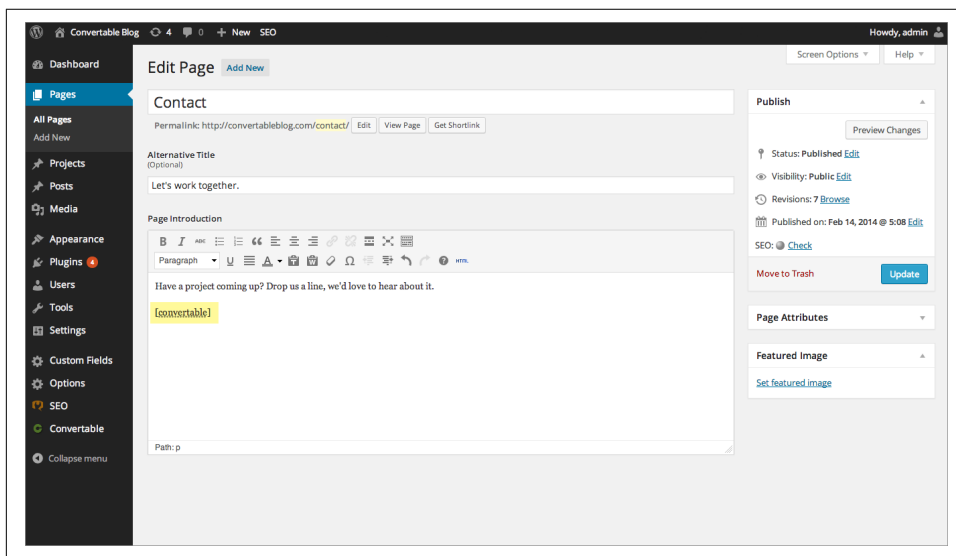 Convertable Blog 4 0 + New SEO Howdy, admin
Screen Options Help
Dashboard
Pages
All Pages
Add New
Projects
Posts
Media
Appearance
Plugins 4
Users
Tools
Settings
Custom Fields
Options
SEO
Convertable
Collapse menu
Edit Page Add New
Contact
Permalink: http://convertableblog.com/contact/ Edit View Page Get Shortlink
Alternative Title
(Optional)
Let's work together.
Page Introduction
B I ABC
Paragraph U A T W Ω HTML
Have a project coming up? Drop us a line, we'd love to hear about it.
[convertable]
Path: p
Publish
Preview Changes
Status: Published Edit
Visibility: Public Edit
Revisions: 7 Browse
Published on: Feb 14, 2014 @ 5:08 Edit
SEO: Check
Move to Trash Update
Page Attributes
Featured Image
Set featured image